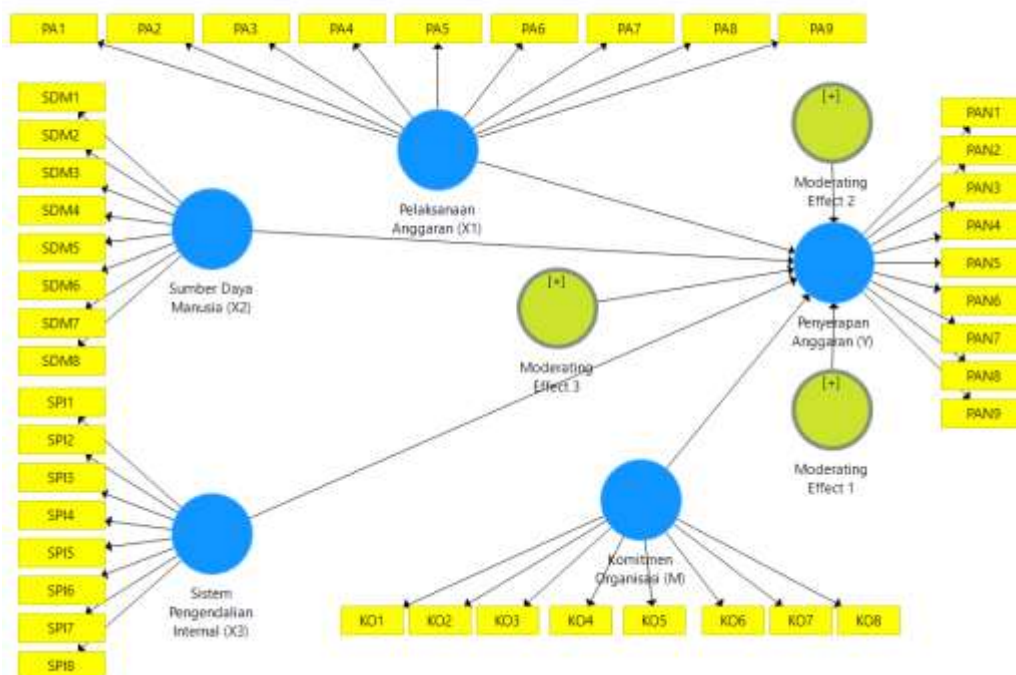 PA1 PA2 PA3 PA4 PA5 PA6 PA7 PA8 PA9
SDM1
SDM2
SDM3
SDM4
SDM5
SDM6
SDM7
SDM8
Pelaksanaan
Anggaran (X1)
Sumber Daya
Manusia (X2)
[+]
Moderating
Effect 2
[+]
Moderating
Effect 3
Penyerapan
Anggaran (Y)
[+]
Moderating
Effect 1
PAN1
PAN2
PAN3
PAN4
PAN5
PAN6
PAN7
PAN8
PAN9
SPI1
SPI2
SPI3
SPI4
SPI5
SPI6
SPI7
SPI8
Sistem
Pengendalian
Internal (X3)
Komitmen
Organisasi (M)
KO1 KO2 KO3 KO4 KO5 KO6 KO7 KO8